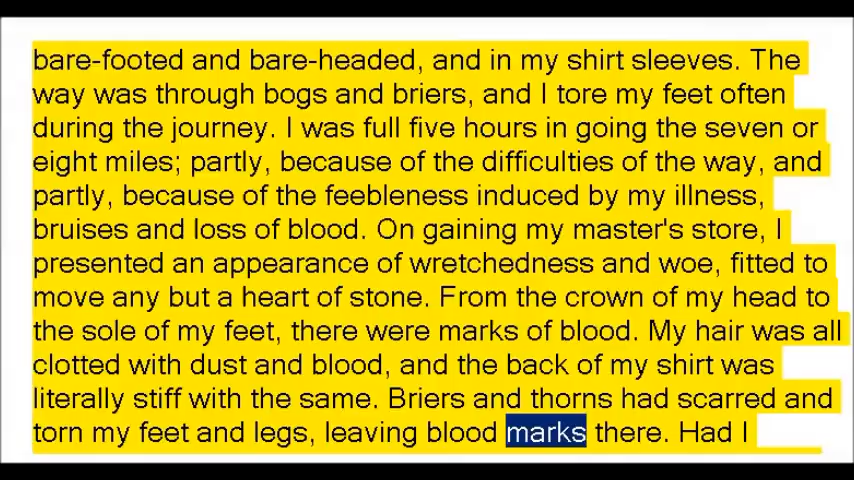 bare-footed and bare-headed, and in my shirt sleeves. The
way was through bogs and briers, and I tore my feet often
during the journey. I was full five hours in going the seven or
eight miles; partly, because of the difficulties of the way, and
partly, because of the feebleness induced by my illness,
bruises and loss of blood. On gaining my master's store, I
presented an appearance of wretchedness and woe, fitted to
move any but a heart of stone. From the crown of my head to
the sole of my feet, there were marks of blood. My hair was all
clotted with dust and blood, and the back of my shirt was
literally stiff with the same. Briers and thorns had scarred and
torn my feet and legs, leaving blood marks there. Had I